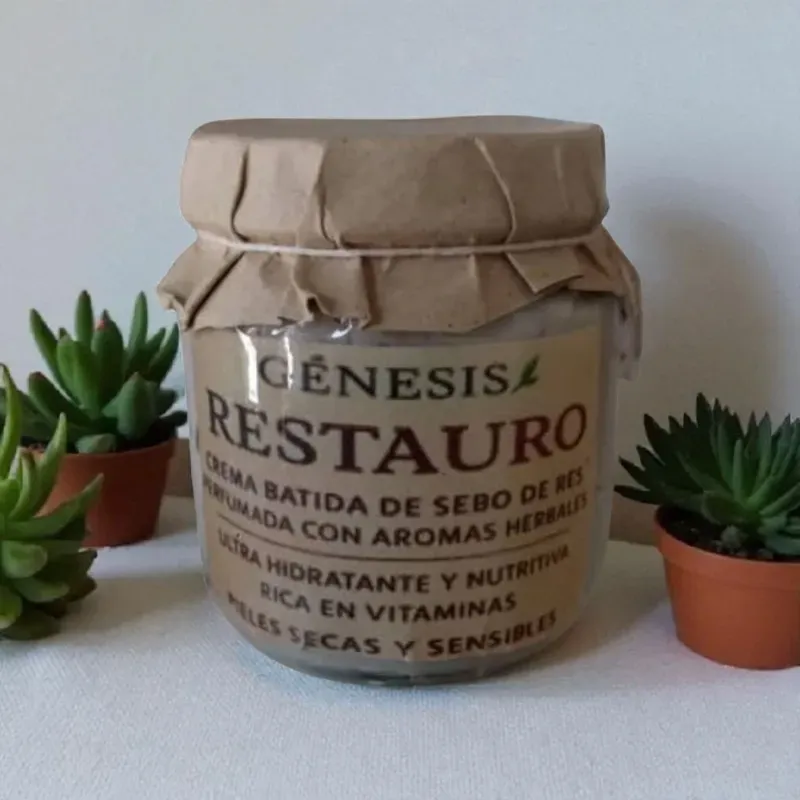 GÉNESIS
RESTAURO
CREMA BATIDA DE SEBO DE RES
PERFUMADA CON AROMAS HERBALES
ULTRA HIDRATANTE Y NUTRITIVA
RICA EN VITAMINAS
PIELES SECAS Y SENSIBLES